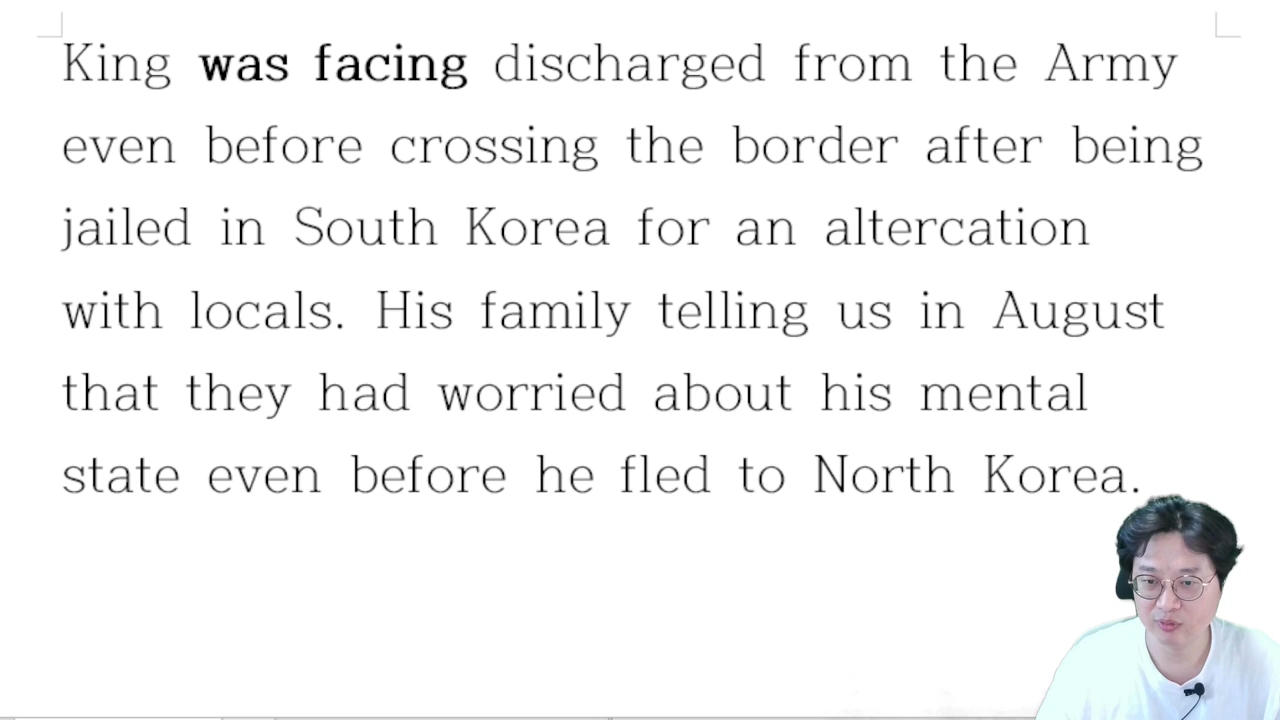 King was facing discharged from the Army
even before crossing the border after being
jailed in South Korea for an altercation
with locals. His family telling us in August
that they had worried about his mental
state even before he fled to North Korea.